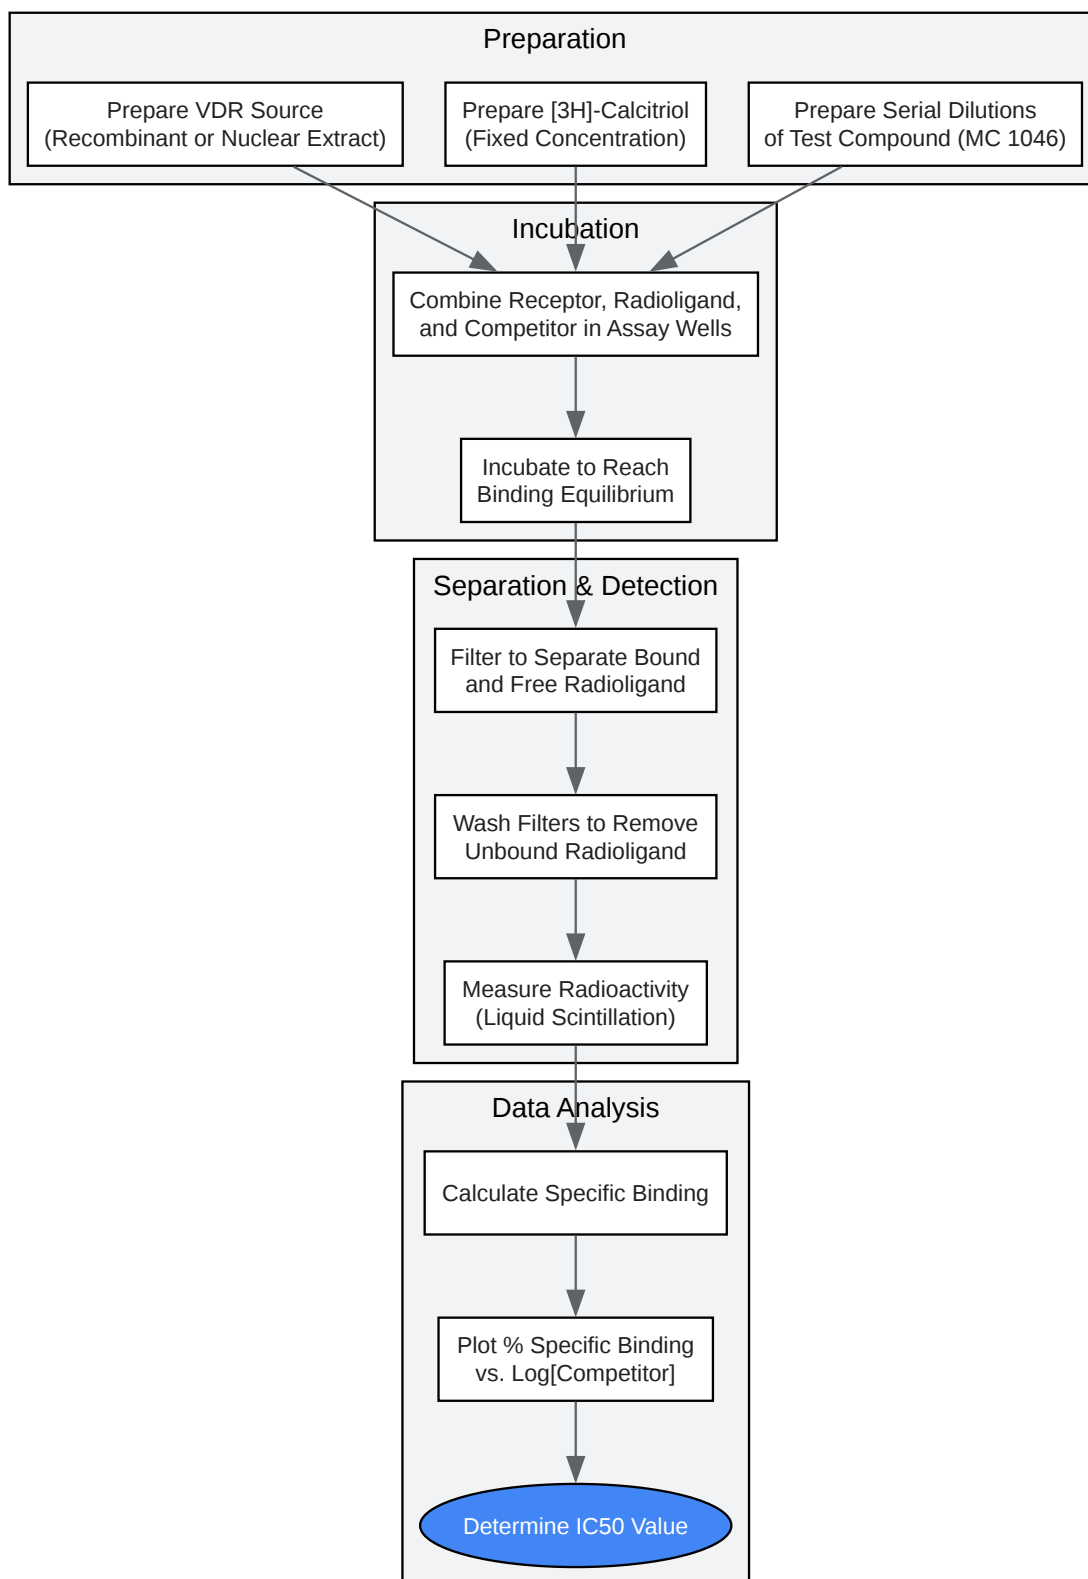 Preparation
Prepare VDR Source
(Recombinant or Nuclear Extract)
Prepare [3H]-Calcitriol
(Fixed Concentration)
Prepare Serial Dilutions
of Test Compound (MC 1046)
Incubation
Combine Receptor, Radioligand,
and Competitor in Assay Wells
Incubate to Reach
Binding Equilibrium
Separation & Detection
Filter to Separate Bound
and Free Radioligand
Wash Filters to Remove
Unbound Radioligand
Measure Radioactivity
(Liquid Scintillation)
Data Analysis
Calculate Specific Binding
Plot % Specific Binding
vs. Log[Competitor]
Determine IC50 Value